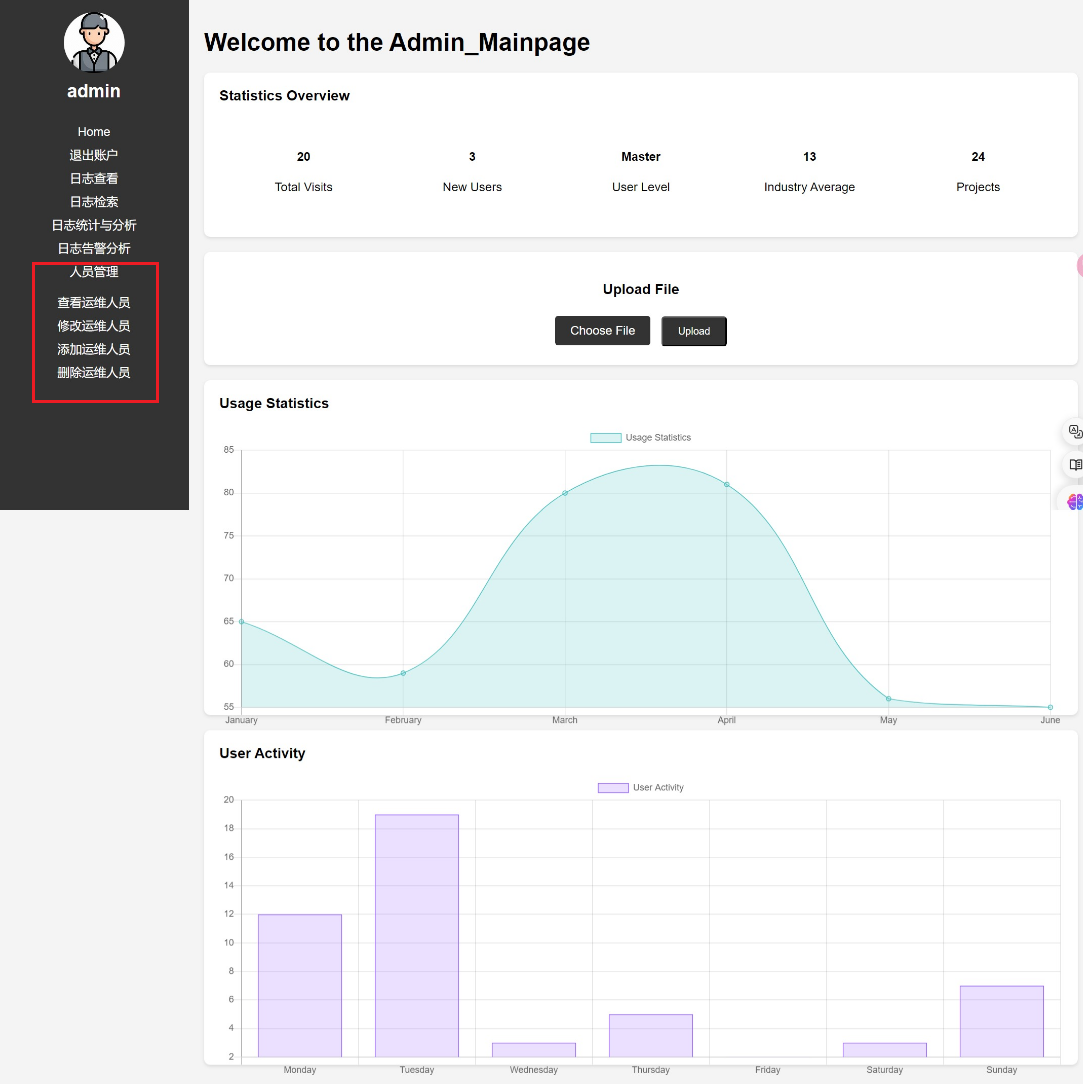 admin
Home
退出账户
日志查看
日志检索
日志统计与分析
日志告警分析
人员管理
查看运维人员
修改运维人员
添加运维人员
删除运维人员
Welcome to the Admin_Mainpage
Statistics Overview
20 3 Master 13 24
Total Visits New Users User Level Industry Average Projects
Upload File
Choose File Upload
Usage Statistics
Usage Statistics
85
80
75
70
65
60
55
January February March April May June
User Activity
User Activity
20
18
16
14
12
10
8
6
4
2
Monday Tuesday Wednesday Thursday Friday Saturday Sunday